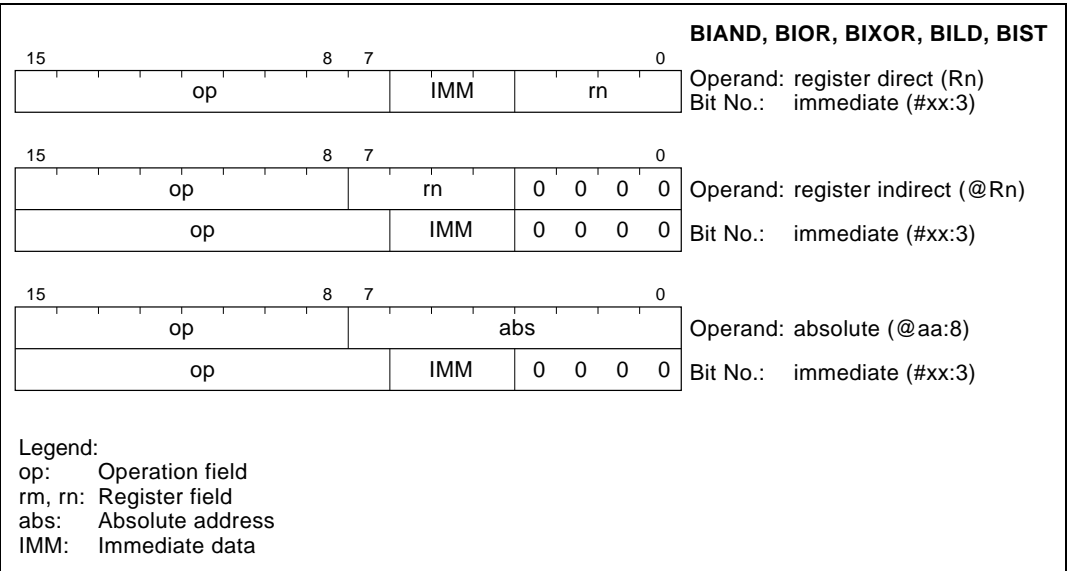 BIAND, BIOR, BIXOR, BILD, BIST
15 8 7 0
op IMM rn Operand: register direct (Rn)
Bit No.: immediate (#xx:3)
15 8 7 0
op rn 0 0 0 0 Operand: register indirect (@Rn)
op IMM 0 0 0 0 Bit No.: immediate (#xx:3)
15 8 7 0
op abs Operand: absolute (@aa:8)
op IMM 0 0 0 0 Bit No.: immediate (#xx:3)
Legend:
op: Operation field
rm, rn: Register field
abs: Absolute address
IMM: Immediate data